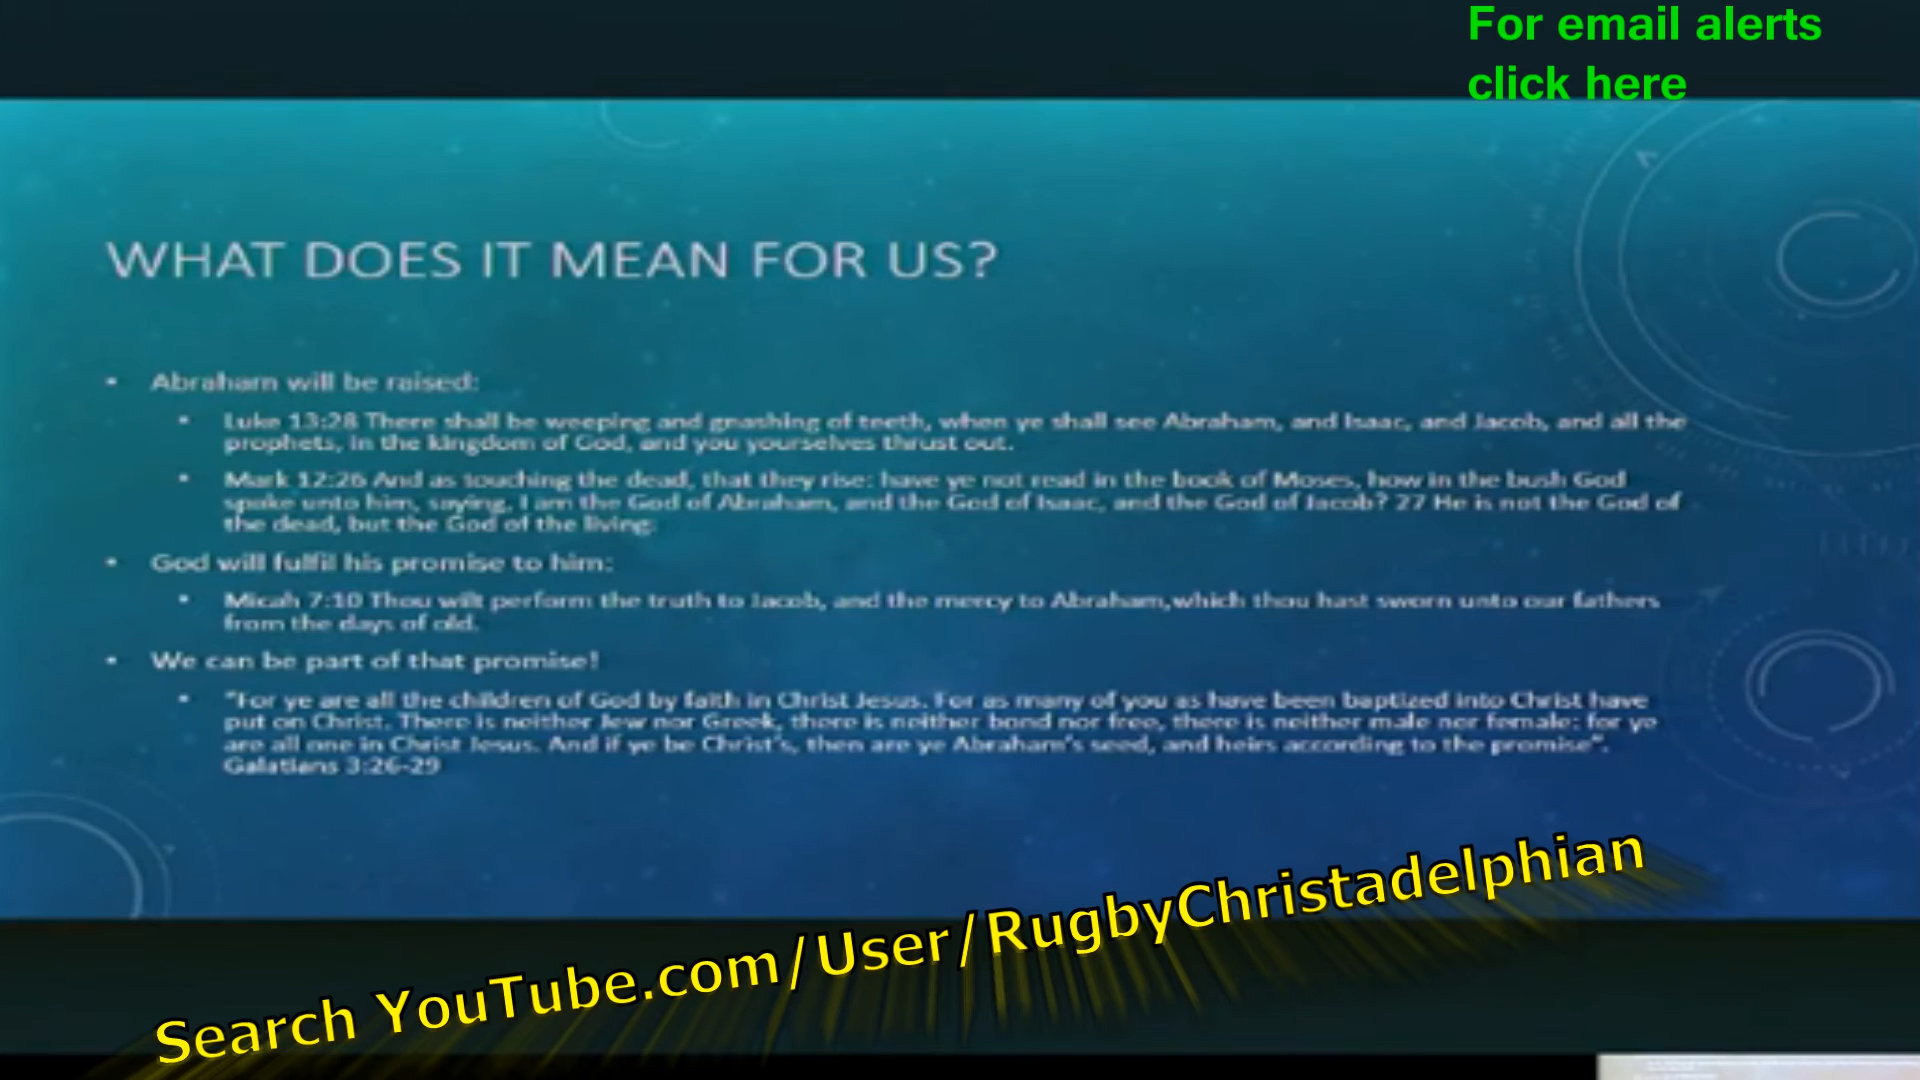 For email alerts
click here
WHAT DOES IT MEAN FOR US?
• Abraham will be raised:
• Luke 13:28 There shall be weeping and gnashing of teeth, when ye shall see Abraham, and Isaac, and Jacob, and all the
prophets, in the kingdom of God, and you yourselves thrust out.
• Mark 12:26 And as touching the dead, that they rise: have ye not read in the book of Moses, how in the bush God
spake unto him, saying, I am the God of Abraham, and the God of Isaac, and the God of Jacob? 27 He is not the God of
the dead, but the God of the living:
• God will fulfil his promise to him:
• Micah 7:10 Thou wilt perform the truth to Jacob, and the mercy to Abraham,which thou hast sworn unto our fathers
from the days of old.
• We can be part of that promise!
• "For ye are all the children of God by faith in Christ Jesus. For as many of you as have been baptized into Christ have
put on Christ. There is neither Jew nor Greek, there is neither bond nor free, there is neither male nor female: for ye
are all one in Christ Jesus. And if ye be Christ's, then are ye Abraham's seed, and heirs according to the promise".
Galatians 3:26-29
Search YouTube.com/User/RugbyChristadelphian